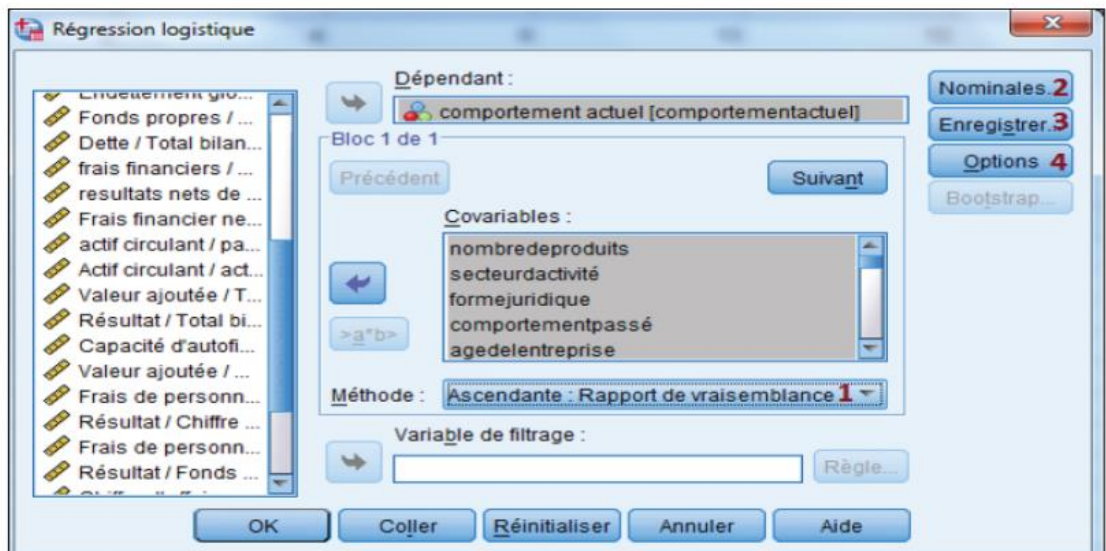 Régression logistique
Fonds propres / ...
Dette / Total bilan...
frais financiers / ...
resultats nets de ...
Frais financier ne...
actif circulant / pa...
Actif circulant / act...
Valeur ajoutée / T...
Résultat / Total bi...
Capacité d'autofi...
Valeur ajoutée / ...
Frais de personn...
Résultat / Chiffre ...
Frais de personn...
Résultat / Fonds ...
Dépendant :
comportement actuel [comportementactuel]
Bloc 1 de 1
Précédent
Suivant
Covariables :
nombredeproduits
secteurdactivité
formejuridique
comportementpassé
agedelentreprise
>a*b>
Méthode : Ascendante : Rapport de vraisemblance 1
Variable de filtrage :
Règle...
Nominales.. 2
Enregistrer.. 3
Options 4
Bootstrap...
OK Coller Réinitialiser Annuler Aide